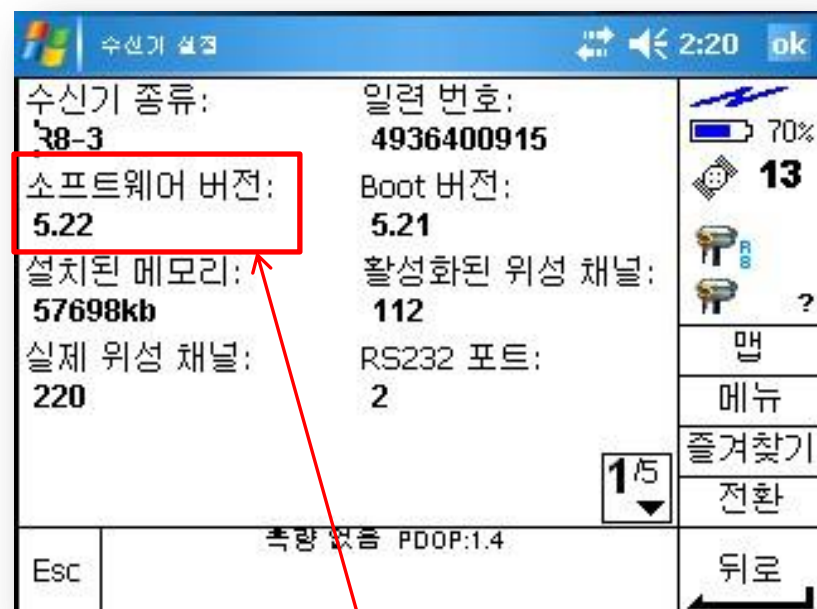 수신기 설정 2:20 ok
수신기 종류: 일련 번호:
R8-3 4936400915
소프트웨어 버전: Boot 버전:
5.22 5.21
설치된 메모리: 활성화된 위성 채널:
57698kb 112
실제 위성 채널: RS232 포트:
220 2
1/5
측량 없음 PDOP:1.4
Esc
70%
13
R8
?
맵
메뉴
즐겨찾기
전환
뒤로